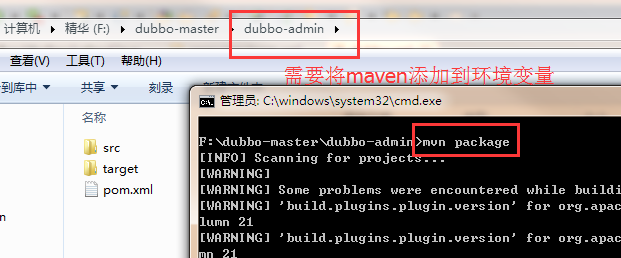 计算机 ▸ 精华 (F:) ▸ dubbo-master ▸ dubbo-admin ▸
查看(V) 工具(T) 帮助(H)
共享 刻录
需要将maven添加到环境变量
名称
src
target
pom.xml
管理员: C:\windows\system32\cmd.exe
F:\dubbo-master\dubbo-admin>mvn package
[INFO] Scanning for projects...
[WARNING]
[WARNING] Some problems were encountered while buildi
[WARNING] 'build.plugins.plugin.version' for org.apac
lumn 21
[WARNING] 'build.plugins.plugin.version' for org.apac
mn 21